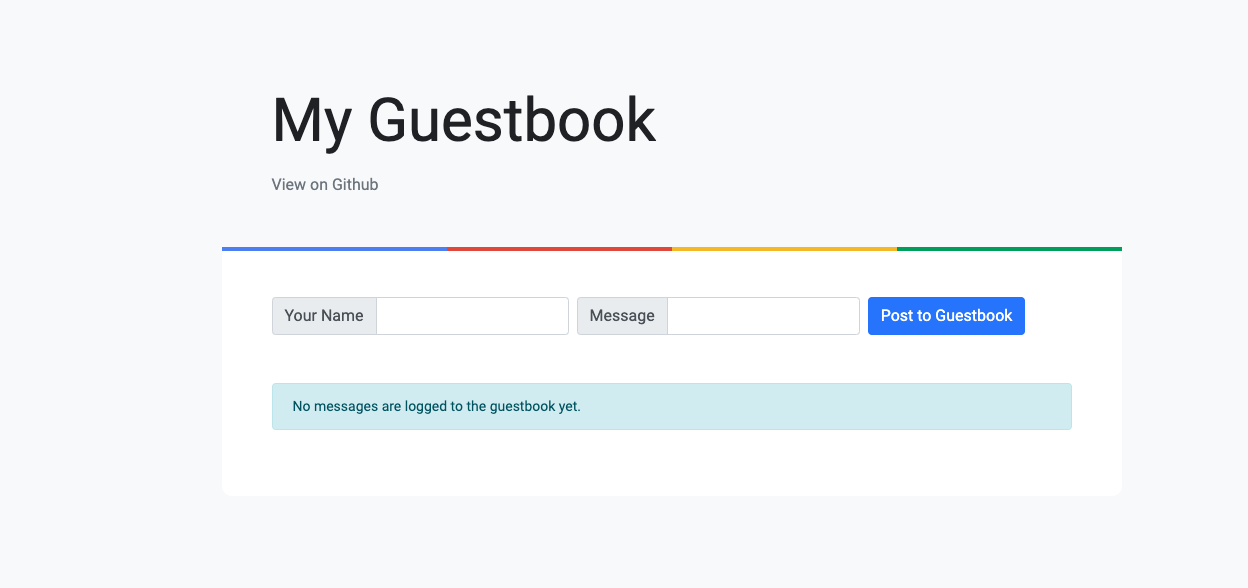 My Guestbook
View on Github
Your Name Message Post to Guestbook
No messages are logged to the guestbook yet.